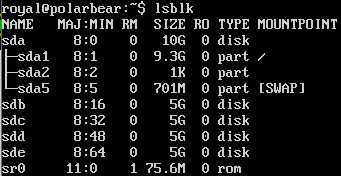 royal@polarbear:~$ lsblk
NAME   MAJ:MIN RM  SIZE RO TYPE MOUNTPOINT
sda      8:0    0   10G  0 disk
├─sda1   8:1    0  9.3G  0 part /
├─sda2   8:2    0    1K  0 part
└─sda5   8:5    0  701M  0 part [SWAP]
sdb      8:16   0    5G  0 disk
sdc      8:32   0    5G  0 disk
sdd      8:48   0    5G  0 disk
sde      8:64   0    5G  0 disk
sr0     11:0    1 75.6M  0 rom